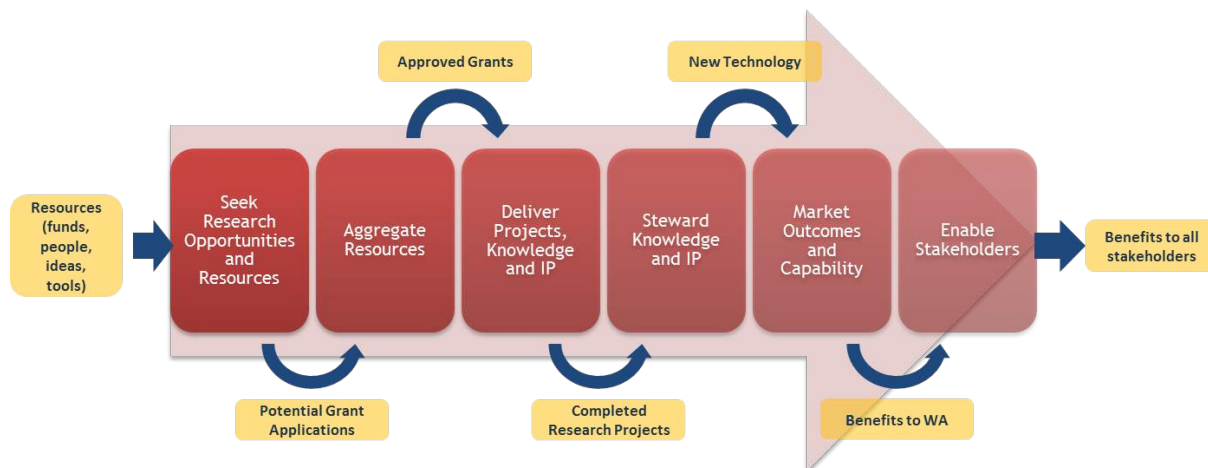 Approved Grants
New Technology
Resources
(funds,
people,
ideas,
tools)
Seek
Research
Opportunities
and
Resources
Aggregate
Resources
Deliver
Projects,
Knowledge
and IP
Steward
Knowledge
and IP
Market
Outcomes
and
Capability
Enable
Stakeholders
Benefits to all
stakeholders
Potential Grant
Applications
Completed
Research Projects
Benefits to WA